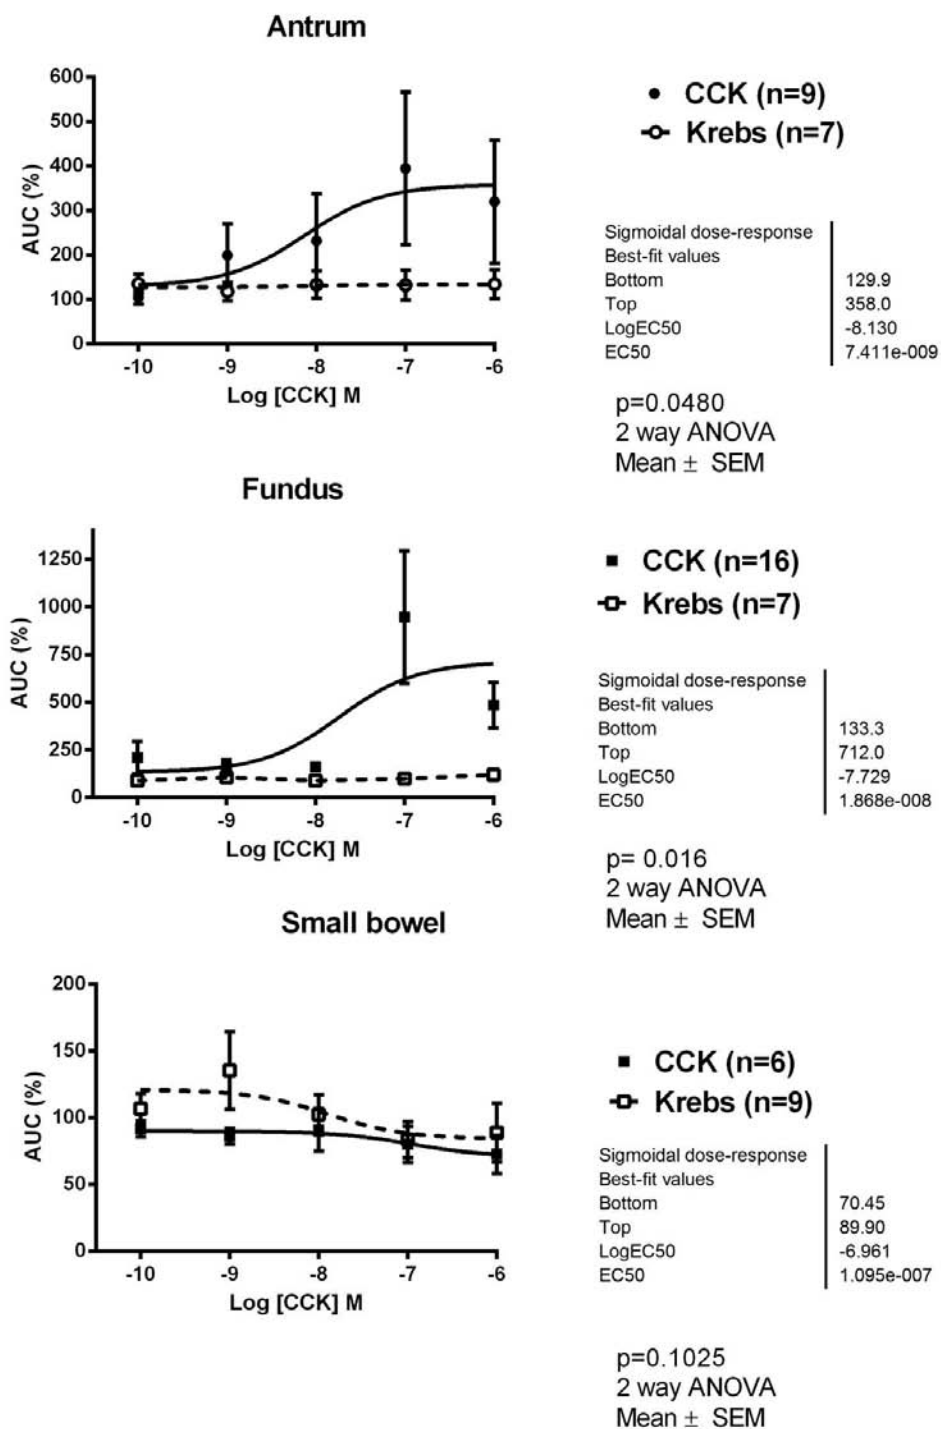 Antrum
600
500
400
300
200
100
0
AUC (%)
-10 -9 -8 -7 -6
Log [CCK] M
CCK (n=9)
Krebs (n=7)
Sigmoidal dose-response
Best-fit values
Bottom 129.9
Top 358.0
LogEC50 -8.130
EC50 7.411e-009
p=0.0480
2 way ANOVA
Mean ± SEM
Fundus
1250
1000
750
500
250
0
AUC (%)
-10 -9 -8 -7 -6
Log [CCK] M
CCK (n=16)
Krebs (n=7)
Sigmoidal dose-response
Best-fit values
Bottom 133.3
Top 712.0
LogEC50 -7.729
EC50 1.868e-008
p= 0.016
2 way ANOVA
Mean ± SEM
Small bowel
200
150
100
50
0
AUC (%)
-10 -9 -8 -7 -6
Log [CCK] M
CCK (n=6)
Krebs (n=9)
Sigmoidal dose-response
Best-fit values
Bottom 70.45
Top 89.90
LogEC50 -6.961
EC50 1.095e-007
p=0.1025
2 way ANOVA
Mean ± SEM